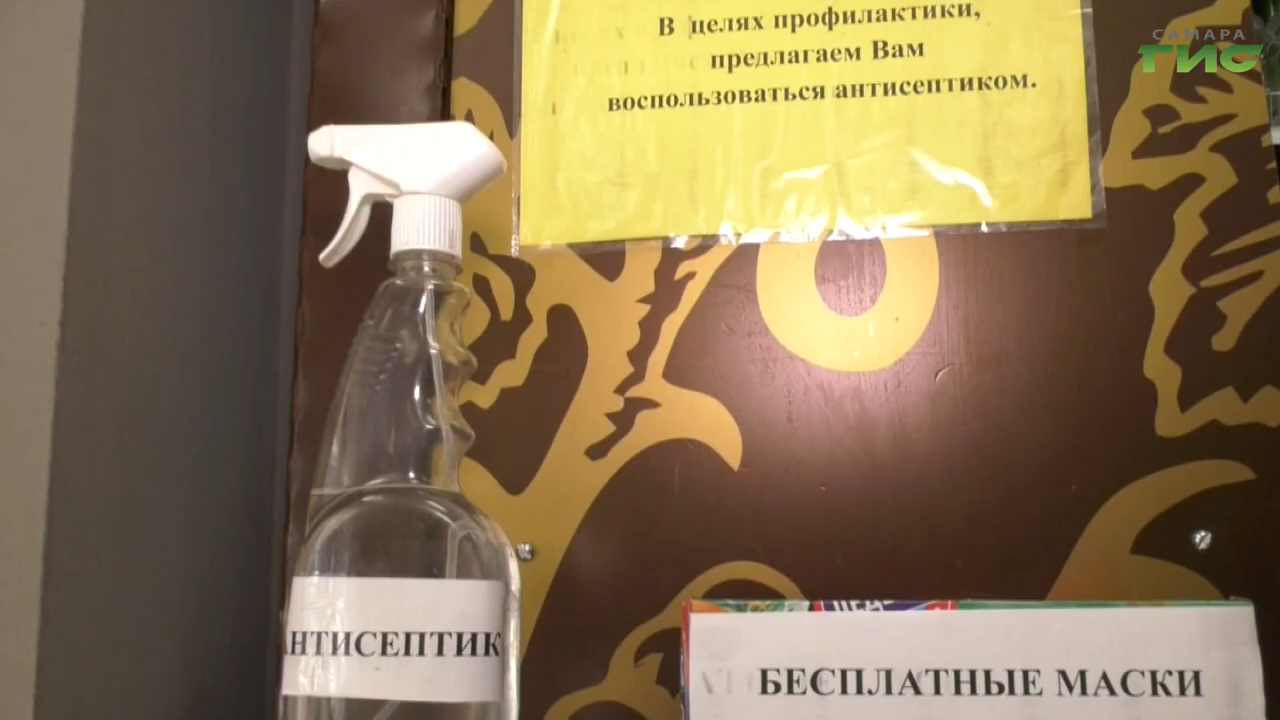 В целях профилактики,
предлагаем Вам
воспользоваться антисептиком.
САМАРА
ГИС
АНТИСЕПТИК
БЕСПЛАТНЫЕ МАСКИ